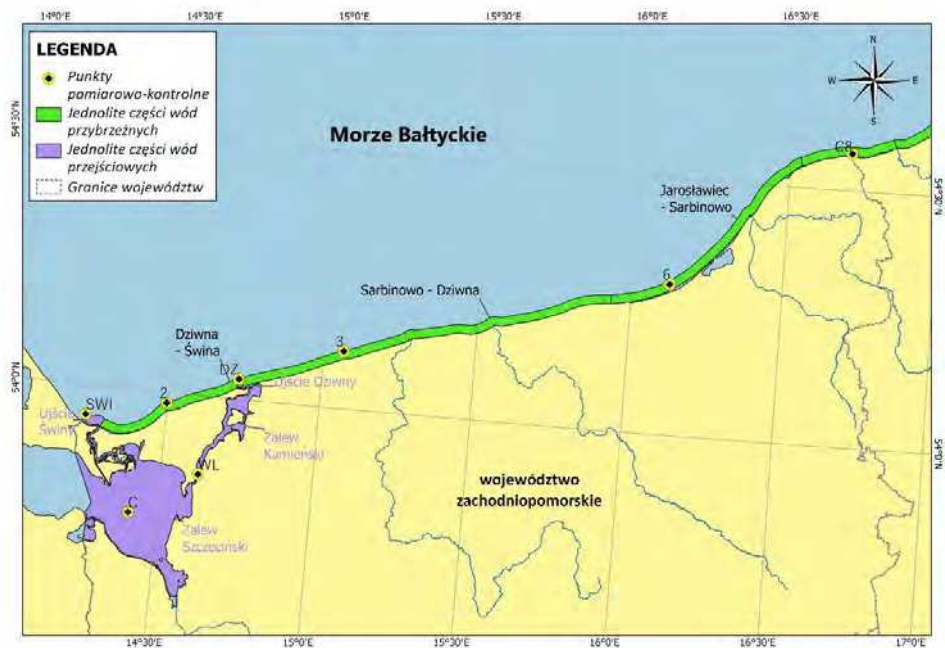 14°0'E 14°30'E 15°0'E 15°30'E 16°0'E 16°30'E
LEGENDA
Punkty
pomiarowo-kontrolne
Jednolite części wód
przybrzeżnych
Jednolite części wód
przejściowych
Granice województw
N
W E
S
54°30'N
Morze Bałtyckie
C8
54°30'N
Jarosławiec
- Sarbinowo
6
Sarbinowo - Dziwna
3
Dziwna
- Świna
DZ
Ujście Dziwny
54°0'N
2
SWI
Ujście
Świny
Zalew
Kamieński
54°0'N
WL
województwo
zachodniopomorskie
C
Zalew
Szczeciński
14°30'E 15°0'E 15°30'E 16°0'E 16°30'E 17°0'E